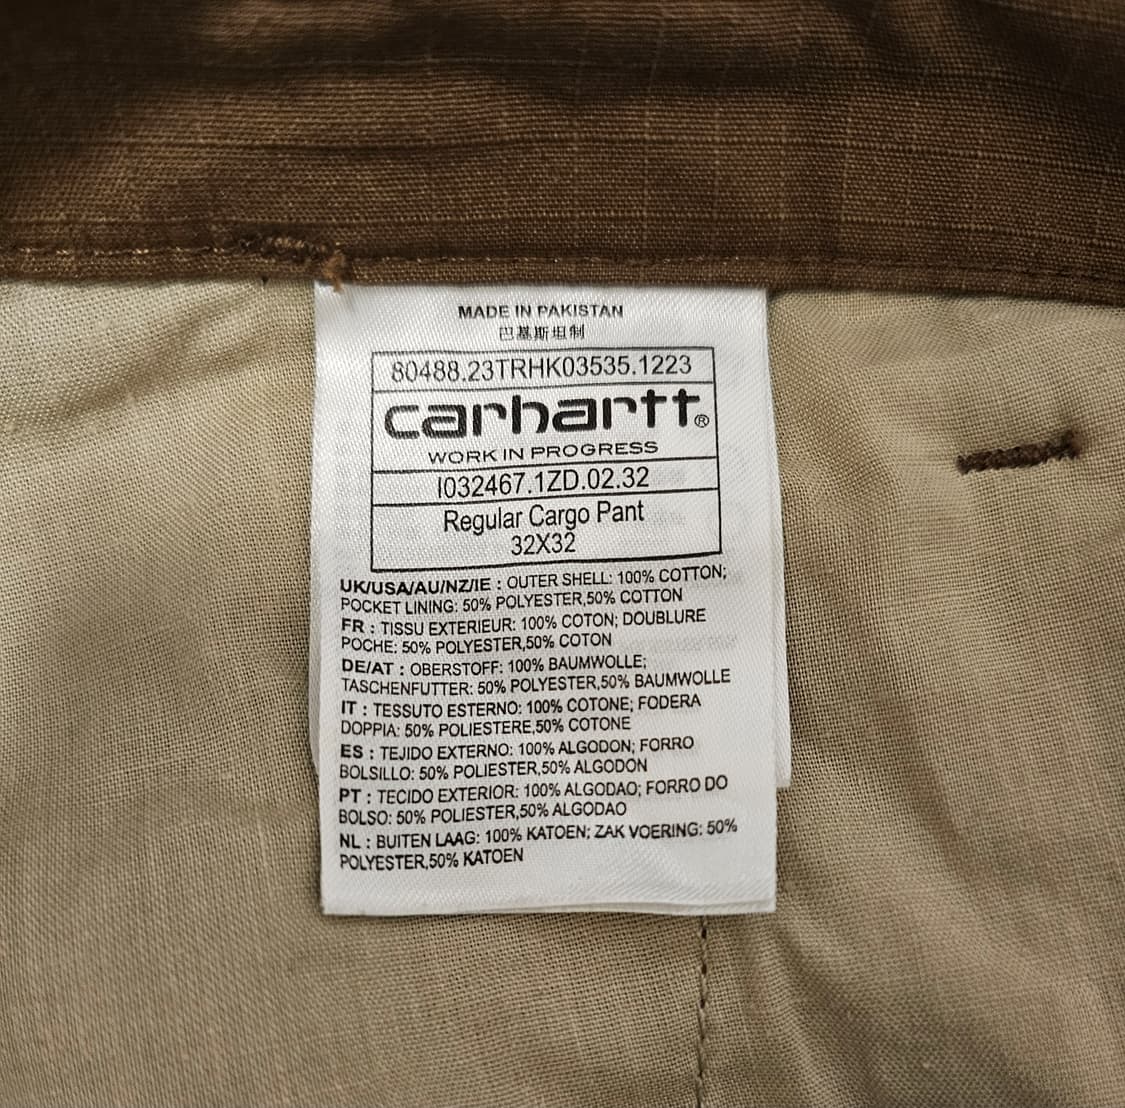 MADE IN PAKISTAN
巴基斯坦制
80488.23TRHK03535.1223
carhartt®
WORK IN PROGRESS
I032467.1ZD.02.32
Regular Cargo Pant
32X32
UK/USA/AU/NZ/IE : OUTER SHELL: 100% COTTON;
POCKET LINING: 50% POLYESTER,50% COTTON
FR : TISSU EXTERIEUR: 100% COTON; DOUBLURE
POCHE: 50% POLYESTER,50% COTON
DE/AT : OBERSTOFF: 100% BAUMWOLLE;
TASCHENFUTTER: 50% POLYESTER,50% BAUMWOLLE
IT : TESSUTO ESTERNO: 100% COTONE; FODERA
DOPPIA: 50% POLIESTERE,50% COTONE
ES : TEJIDO EXTERNO: 100% ALGODON; FORRO
BOLSILLO: 50% POLIESTER,50% ALGODON
PT : TECIDO EXTERIOR: 100% ALGODAO; FORRO DO
BOLSO: 50% POLIESTER,50% ALGODAO
NL : BUITEN LAAG: 100% KATOEN; ZAK VOERING: 50%
POLYESTER,50% KATOEN